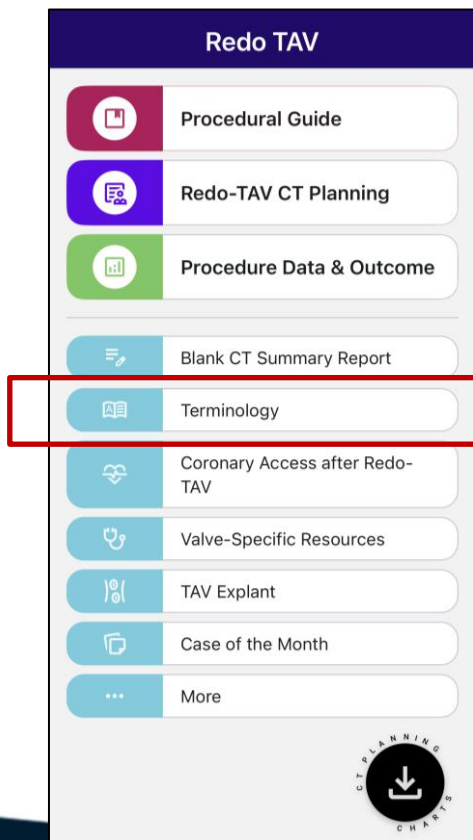 Redo TAV
Procedural Guide
Redo-TAV CT Planning
Procedure Data & Outcome
Blank CT Summary Report
Terminology
Coronary Access after Redo-
TAV
Valve-Specific Resources
TAV Explant
Case of the Month
More
CT PLANNING
CHARTS